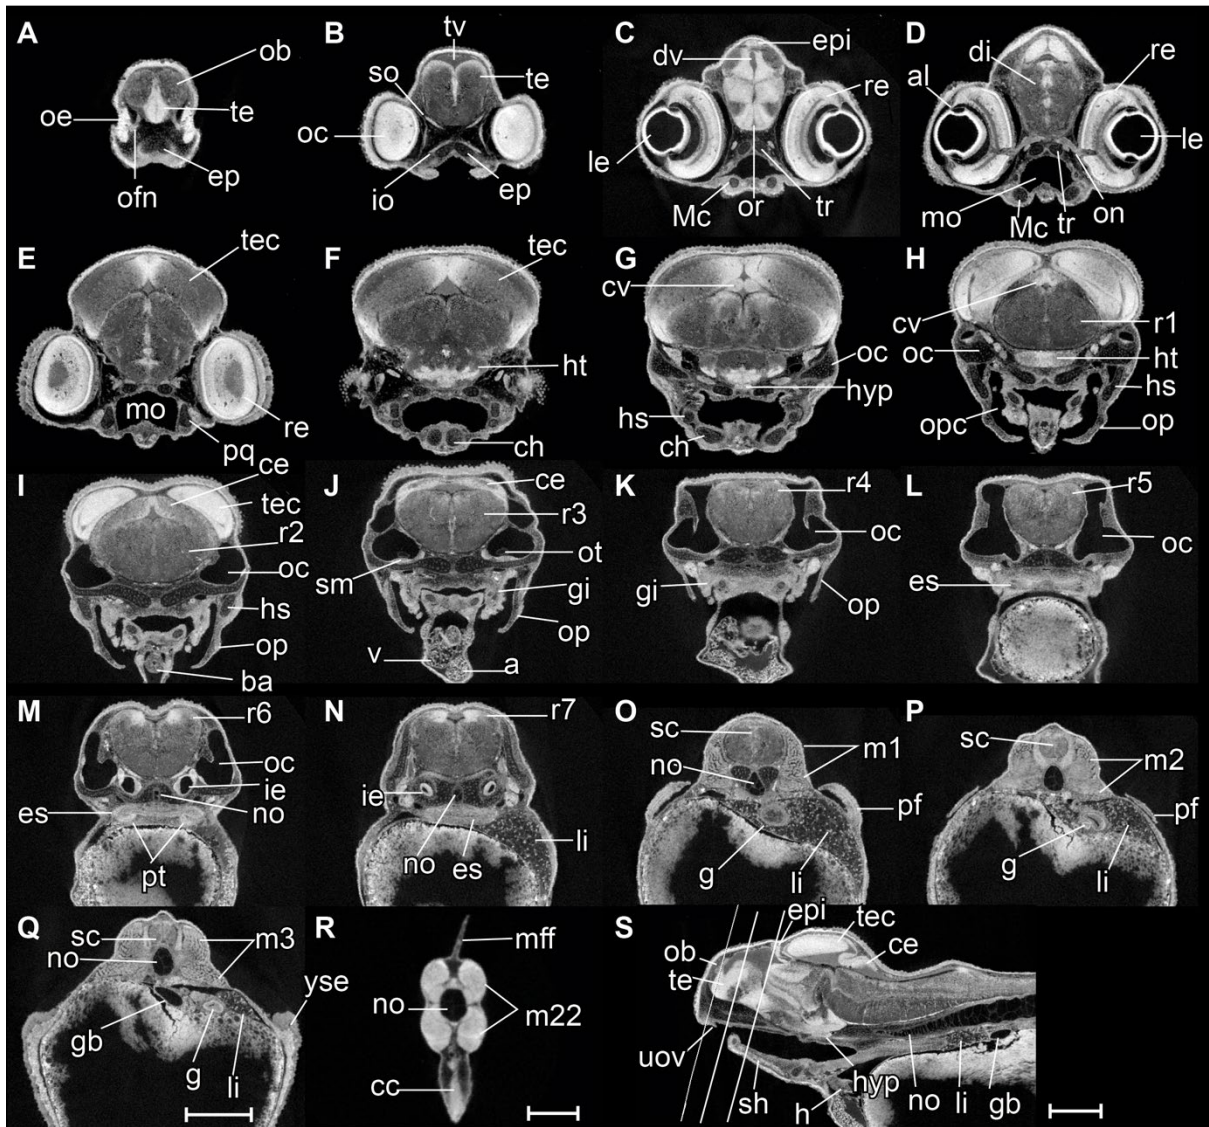 A
ob
te
oe
ofn
ep
B
tv
so
te
oc
io
ep
C
dv
epi
re
le
Mc
or
tr
D
di
re
al
le
mo
Mc
tr
on
E
tec
mo
re
pq
F
tec
ht
ch
G
cv
oc
hyp
hs
ch
H
cv
r1
oc
ht
hs
opc
op
I
ce
tec
r2
oc
hs
op
ba
J
ce
r3
ot
sm
gi
op
v
a
K
r4
oc
gi
op
L
r5
oc
es
M
r6
oc
ie
no
es
pt
N
r7
ie
no
es
li
O
sc
m1
no
pf
g
li
P
sc
m2
pf
g
li
Q
sc
m3
no
yse
gb
g
li
R
mff
no
m22
cc
S
epi
tec
ob
ce
te
uov
sh
h
hyp
no
li
gb